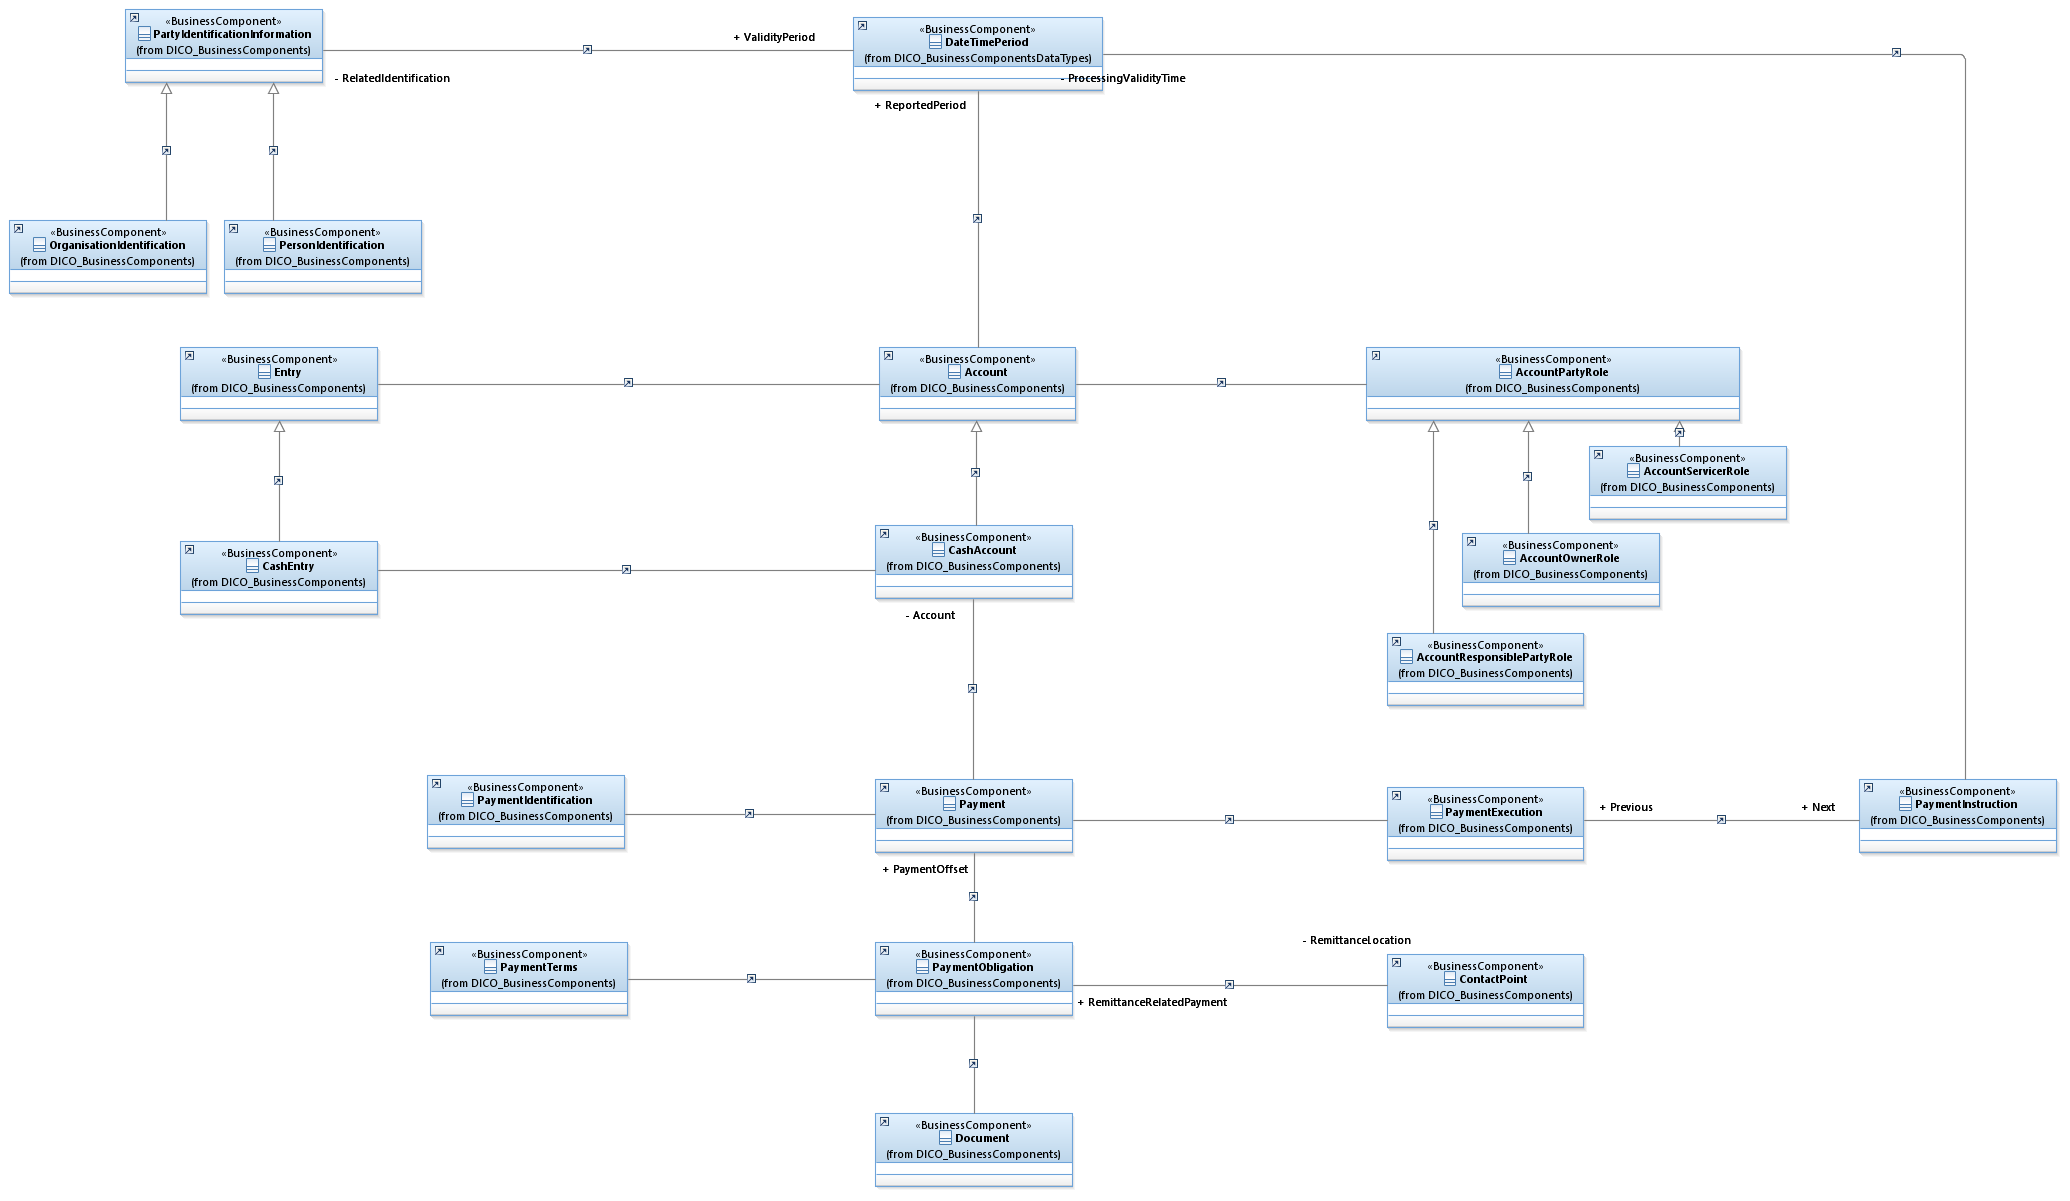 «BusinessComponent»
PartyIdentificationInformation
(from DICO_BusinessComponents)
- RelatedIdentification
+ ValidityPeriod
«BusinessComponent»
DateTimePeriod
(from DICO_BusinessComponentsDataTypes)
- ProcessingValidityTime
+ ReportedPeriod
«BusinessComponent»
OrganisationIdentification
(from DICO_BusinessComponents)
«BusinessComponent»
PersonIdentification
(from DICO_BusinessComponents)
«BusinessComponent»
Entry
(from DICO_BusinessComponents)
«BusinessComponent»
Account
(from DICO_BusinessComponents)
«BusinessComponent»
AccountPartyRole
(from DICO_BusinessComponents)
«BusinessComponent»
AccountServicerRole
(from DICO_BusinessComponents)
«BusinessComponent»
CashEntry
(from DICO_BusinessComponents)
«BusinessComponent»
CashAccount
(from DICO_BusinessComponents)
- Account
«BusinessComponent»
AccountOwnerRole
(from DICO_BusinessComponents)
«BusinessComponent»
AccountResponsiblePartyRole
(from DICO_BusinessComponents)
«BusinessComponent»
PaymentIdentification
(from DICO_BusinessComponents)
«BusinessComponent»
Payment
(from DICO_BusinessComponents)
+ PaymentOffset
«BusinessComponent»
PaymentExecution
(from DICO_BusinessComponents)
+ Previous
+ Next
«BusinessComponent»
PaymentInstruction
(from DICO_BusinessComponents)
«BusinessComponent»
PaymentTerms
(from DICO_BusinessComponents)
«BusinessComponent»
PaymentObligation
(from DICO_BusinessComponents)
+ RemittanceRelatedPayment
- RemittanceLocation
«BusinessComponent»
ContactPoint
(from DICO_BusinessComponents)
«BusinessComponent»
Document
(from DICO_BusinessComponents)